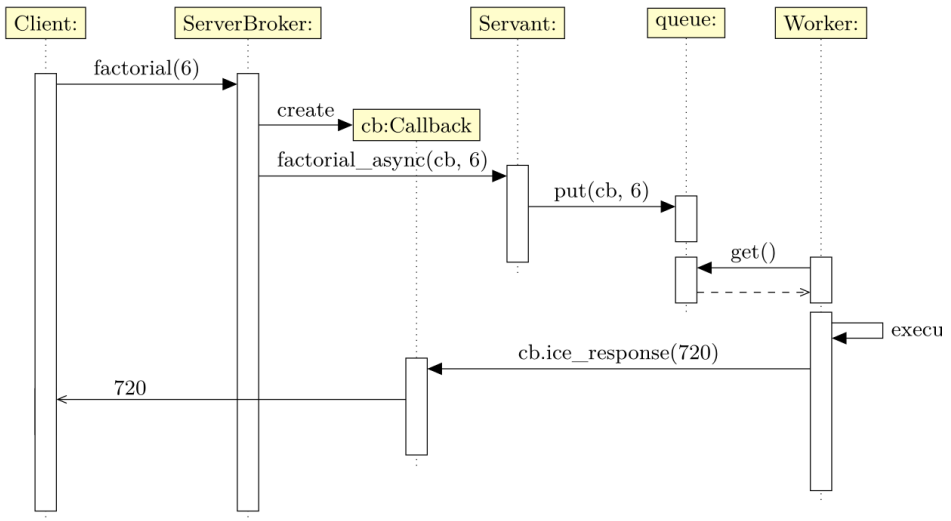 Client: ServerBroker: Servant: queue: Worker:
factorial(6)
create
cb:Callback
factorial_async(cb, 6)
put(cb, 6)
get()
execu
cb.ice_response(720)
720